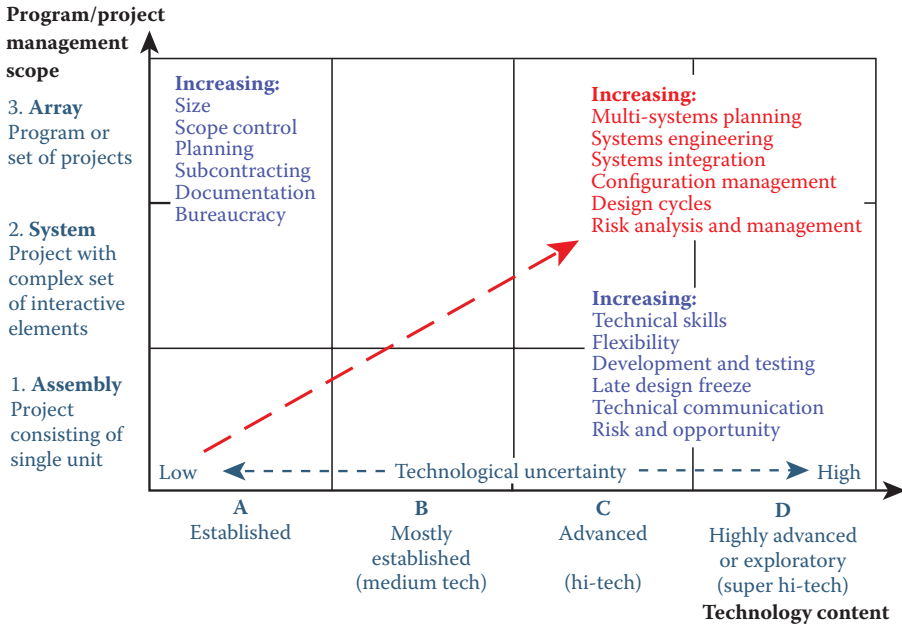 Program/project
management
scope
3. Array
Program or
set of projects
2. System
Project with
complex set
of interactive
elements
1. Assembly
Project
consisting of
single unit
Increasing:
Size
Scope control
Planning
Subcontracting
Documentation
Bureaucracy
Increasing:
Multi-systems planning
Systems engineering
Systems integration
Configuration management
Design cycles
Risk analysis and management
Increasing:
Technical skills
Flexibility
Development and testing
Late design freeze
Technical communication
Risk and opportunity
Low
Technological uncertainty
High
A
Established
B
Mostly
established
(medium tech)
C
Advanced
(hi-tech)
D
Highly advanced
or exploratory
(super hi-tech)
Technology content